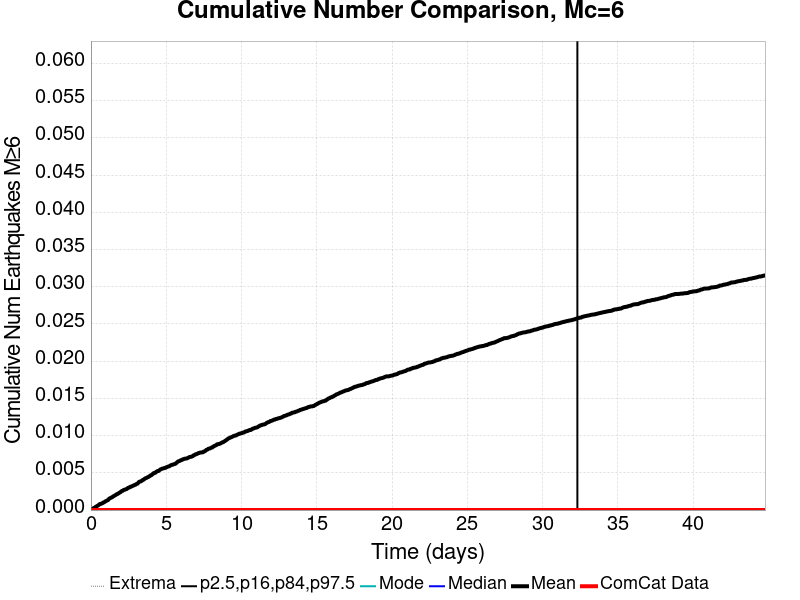 Cumulative Number Comparison, Mc=6
Cumulative Num Earthquakes M≥6
0.060
0.055
0.050
0.045
0.040
0.035
0.030
0.025
0.020
0.015
0.010
0.005
0.000
0 5 10 15 20 25 30 35 40
Time (days)
Extrema p2.5,p16,p84,p97.5 Mode Median Mean ComCat Data